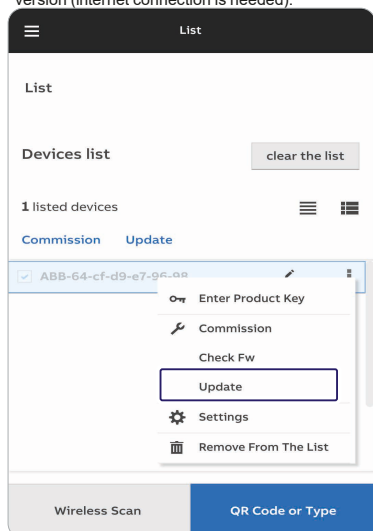 version (internet connection is needed).
List
List
Devices list
clear the list
1 listed devices
Commission Update
ABB-64-cf-d9-e7-96-98
Enter Product Key
Commission
Check Fw
Update
Settings
Remove From The List
Wireless Scan
QR Code or Type